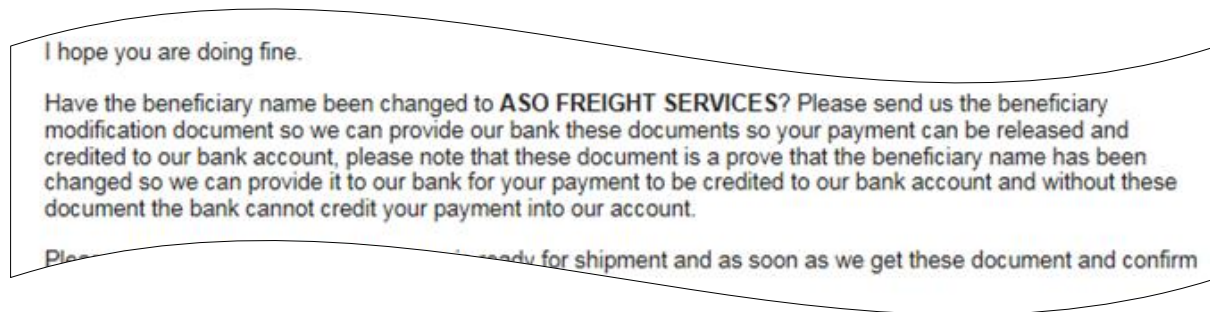 I hope you are doing fine.
Have the beneficiary name been changed to ASO FREIGHT SERVICES? Please send us the beneficiary
modification document so we can provide our bank these documents so your payment can be released and
credited to our bank account, please note that these document is a prove that the beneficiary name has been
changed so we can provide it to our bank for your payment to be credited to our bank account and without these
document the bank cannot credit your payment into our account.
for shipment and as soon as we get these document and confirm